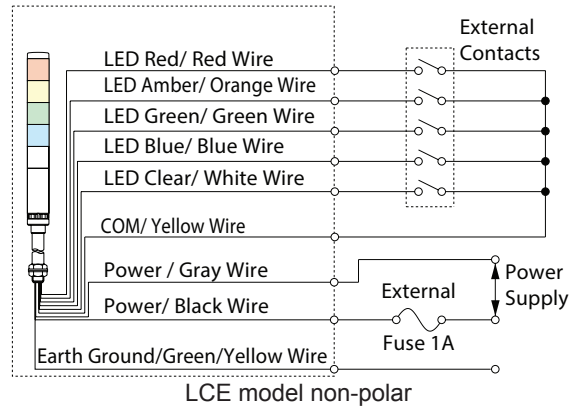 External
Contacts
LED Red/ Red Wire
LED Amber/ Orange Wire
LED Green/ Green Wire
LED Blue/ Blue Wire
LED Clear/ White Wire
COM/ Yellow Wire
Power / Gray Wire
Power/ Black Wire
External
Fuse 1A
Power
Supply
Earth Ground/Green/Yellow Wire
LCE model non-polar